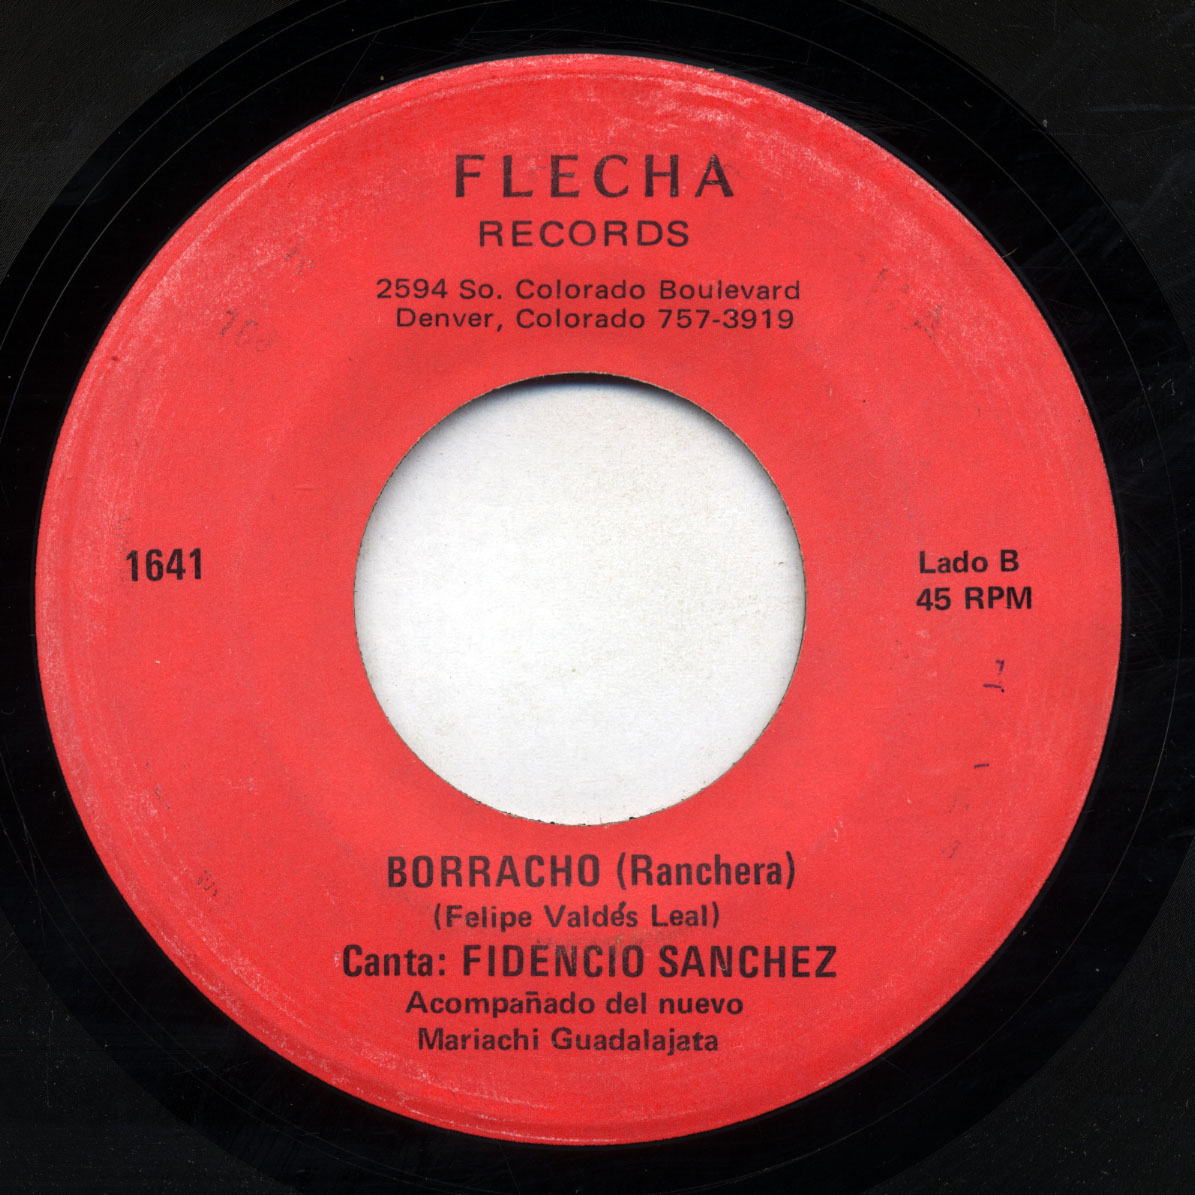 FLECHA
RECORDS
2594 So. Colorado Boulevard
Denver, Colorado 757-3919
1641
Lado B
45 RPM
BORRACHO (Ranchera)
(Felipe Valdés Leal)
Canta: FIDENCIO SANCHEZ
Acompañado del nuevo
Mariachi Guadalajata